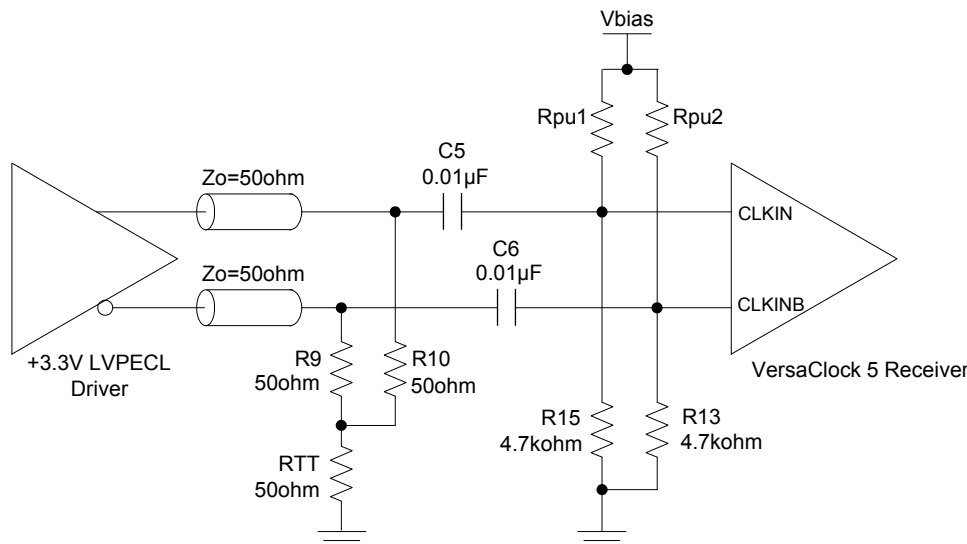 Vbias
Rpu1
Rpu2
C5
0.01µF
Zo=50ohm
CLKIN
C6
0.01µF
Zo=50ohm
CLKINB
+3.3V LVPECL
Driver
R9
50ohm
R10
50ohm
VersaClock 5 Receiver
R15
4.7kohm
R13
4.7kohm
RTT
50ohm